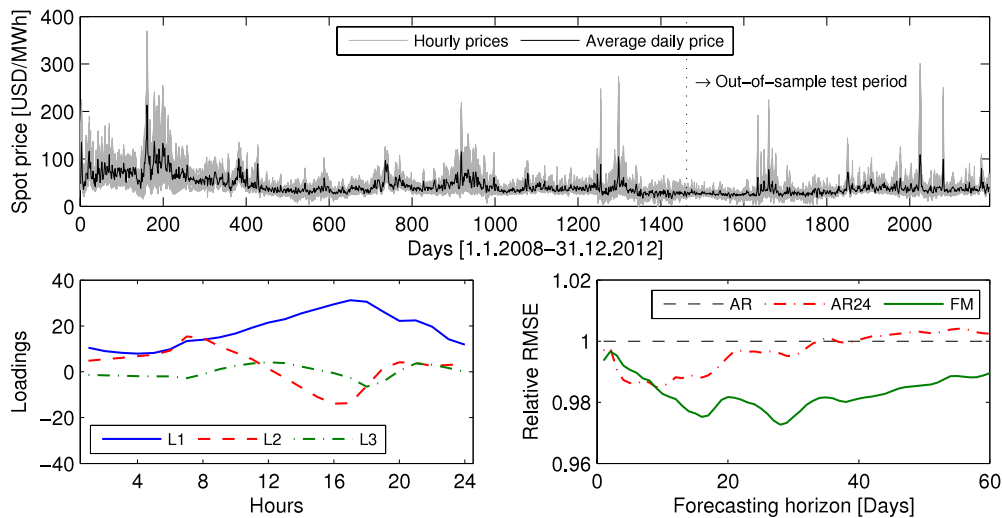 400
300
200
100
0
Spot price [USD/MWh]
Hourly prices
Average daily price
→ Out−of−sample test period
0 200 400 600 800 1000 1200 1400 1600 1800 2000
Days [1.1.2008−31.12.2012]
40
20
0
−20
−40
Loadings
L1 L2 L3
4 8 12 16 20 24
Hours
1.02
1
0.98
0.96
Relative RMSE
AR AR24 FM
0 20 40 60
Forecasting horizon [Days]